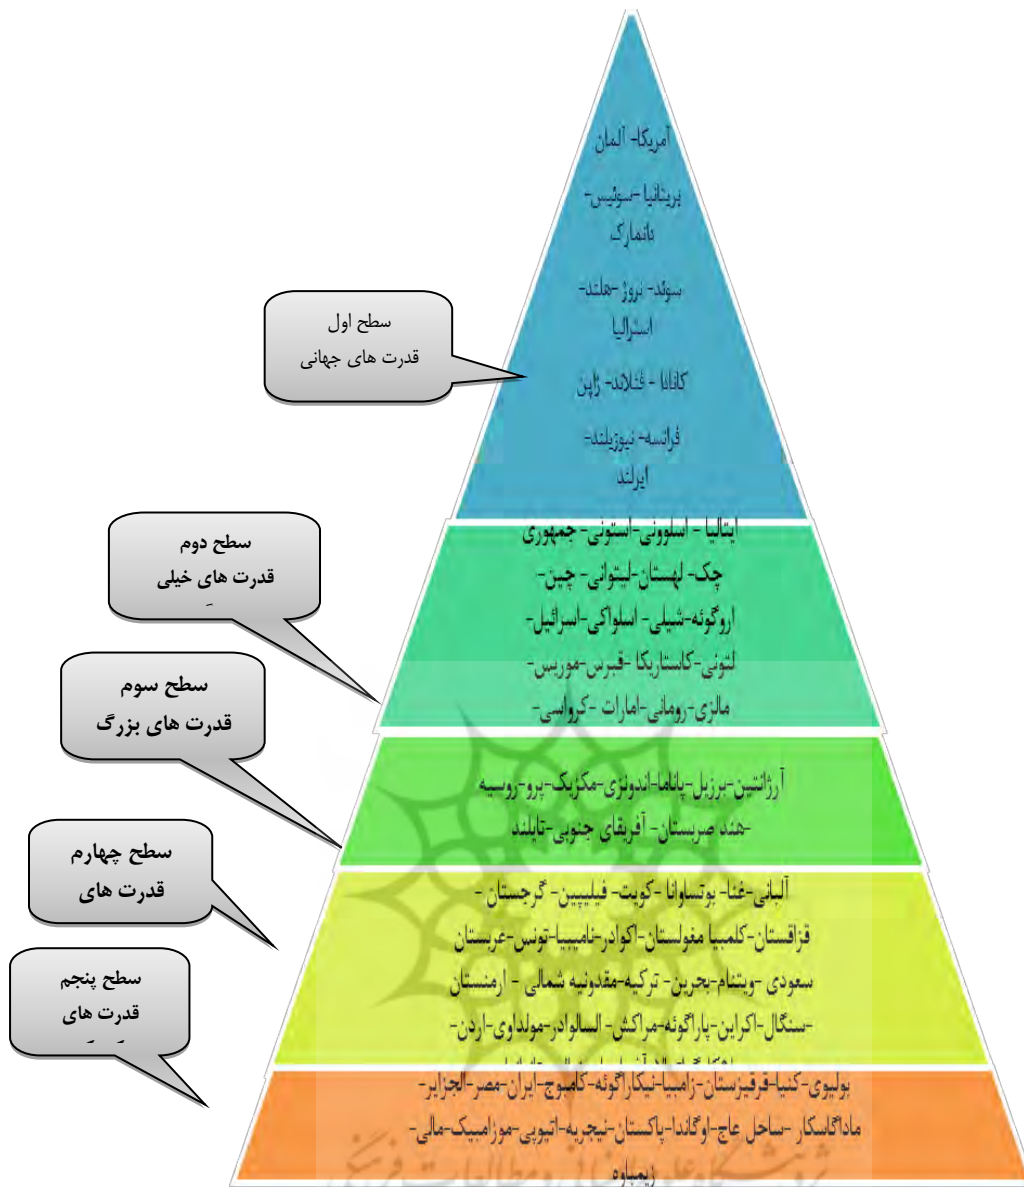 آمریکا- آلمان
بریتانیا -سوئیس-
دانمارک
سوئد- نروژ -هلند-
استرالیا
کانادا - فنلاند- ژاپن
فرانسه- نیوزیلند-
ایرلند
سطح اول
قدرت های جهانی
ایتالیا - اسلوونی-استونی- جمهوری
چک- لهستان-لیتوانی- چین-
اروگوئه-شیلی- اسلواکی-اسرائیل-
لتونی-کاستاریکا -قبرس-موریس-
مالزی-رومانی-امارات -کرواسی-
سطح دوم
قدرت های خیلی
آرژانتین-برزیل-پاناما-اندونزی-مکزیک-پرو-روسیه
-هند صربستان- آفریقای جنوبی-تایلند
سطح سوم
قدرت های بزرگ
آلبانی-غنا- بوتساوانا -کویت- فیلیپین- گرجستان -
قزاقستان-کلمبیا مغولستان-اکوادر-نامیبیا-تونس-عربستان
سعودی -ویتنام-بحرین- ترکیه-مقدونیه شمالی - ارمنستان
-سنگال-اکراین-پاراگوئه-مراکش- السالوادر-مولداوی-اردن-
سطح چهارم
قدرت های
بولیوی-کنیا-قرقیزستان-زامبیا-نیکاراگوئه-کامبوج-ایران-مصر-الجزایر-
ماداگاسکار -ساحل عاج-اوگاندا-پاکستان-نیجریه-اتیوپی-موزامبیک-مالی-
زیمباوه
سطح پنجم
قدرت های
پژوهشگاه علوم انسانی و مطالعات فرهنگی